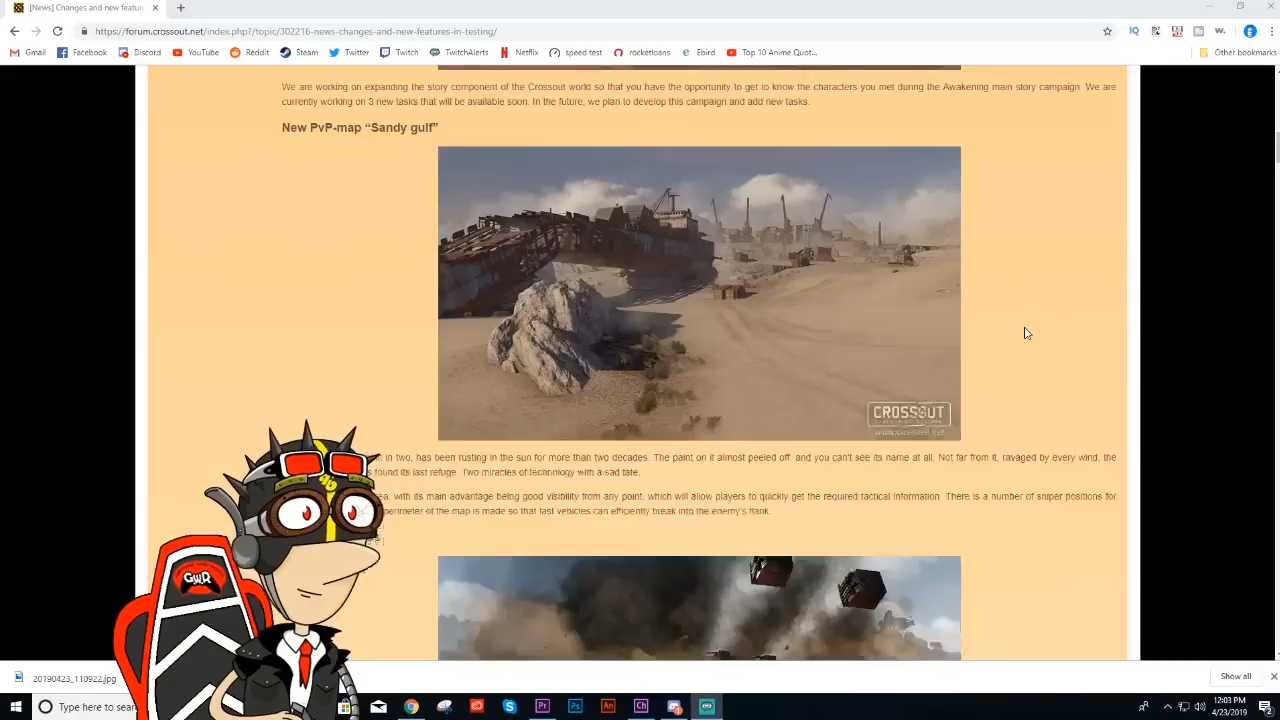 [News] Changes and new feature
https://forum.crossout.net/index.php?/topic/302216-news-changes-and-new-features-in-testing/
Gmail Facebook Discord YouTube Reddit Steam Twitter Twitch TwitchAlerts Netflix speed test rocketloans Ebird Top 10 Anime Quot... Other bookmarks
We are working on expanding the story component of the Crossout world so that you have the opportunity to get to know the characters you met during the Awakening main story campaign. We are
currently working on 3 new tasks that will be available soon. In the future, we plan to develop this campaign and add new tasks.
New PvP-map “Sandy gulf”
CROSSOUT
www.crossout.net
t in two, has been rusting in the sun for more than two decades. The paint on it almost peeled off, and you can't see its name at all. Not far from it, ravaged by every wind, the
s found its last refuge. Two miracles of technology with a sad fate.
ea, with its main advantage being good visibility from any point, which will allow players to quickly get the required tactical information. There is a number of sniper positions for
perimeter of the map is made so that fast vehicles can efficiently break into the enemy's flank.
GWR
20190423_110922.jpg
Show all
Type here to sear
12:03 PM
4/23/2019